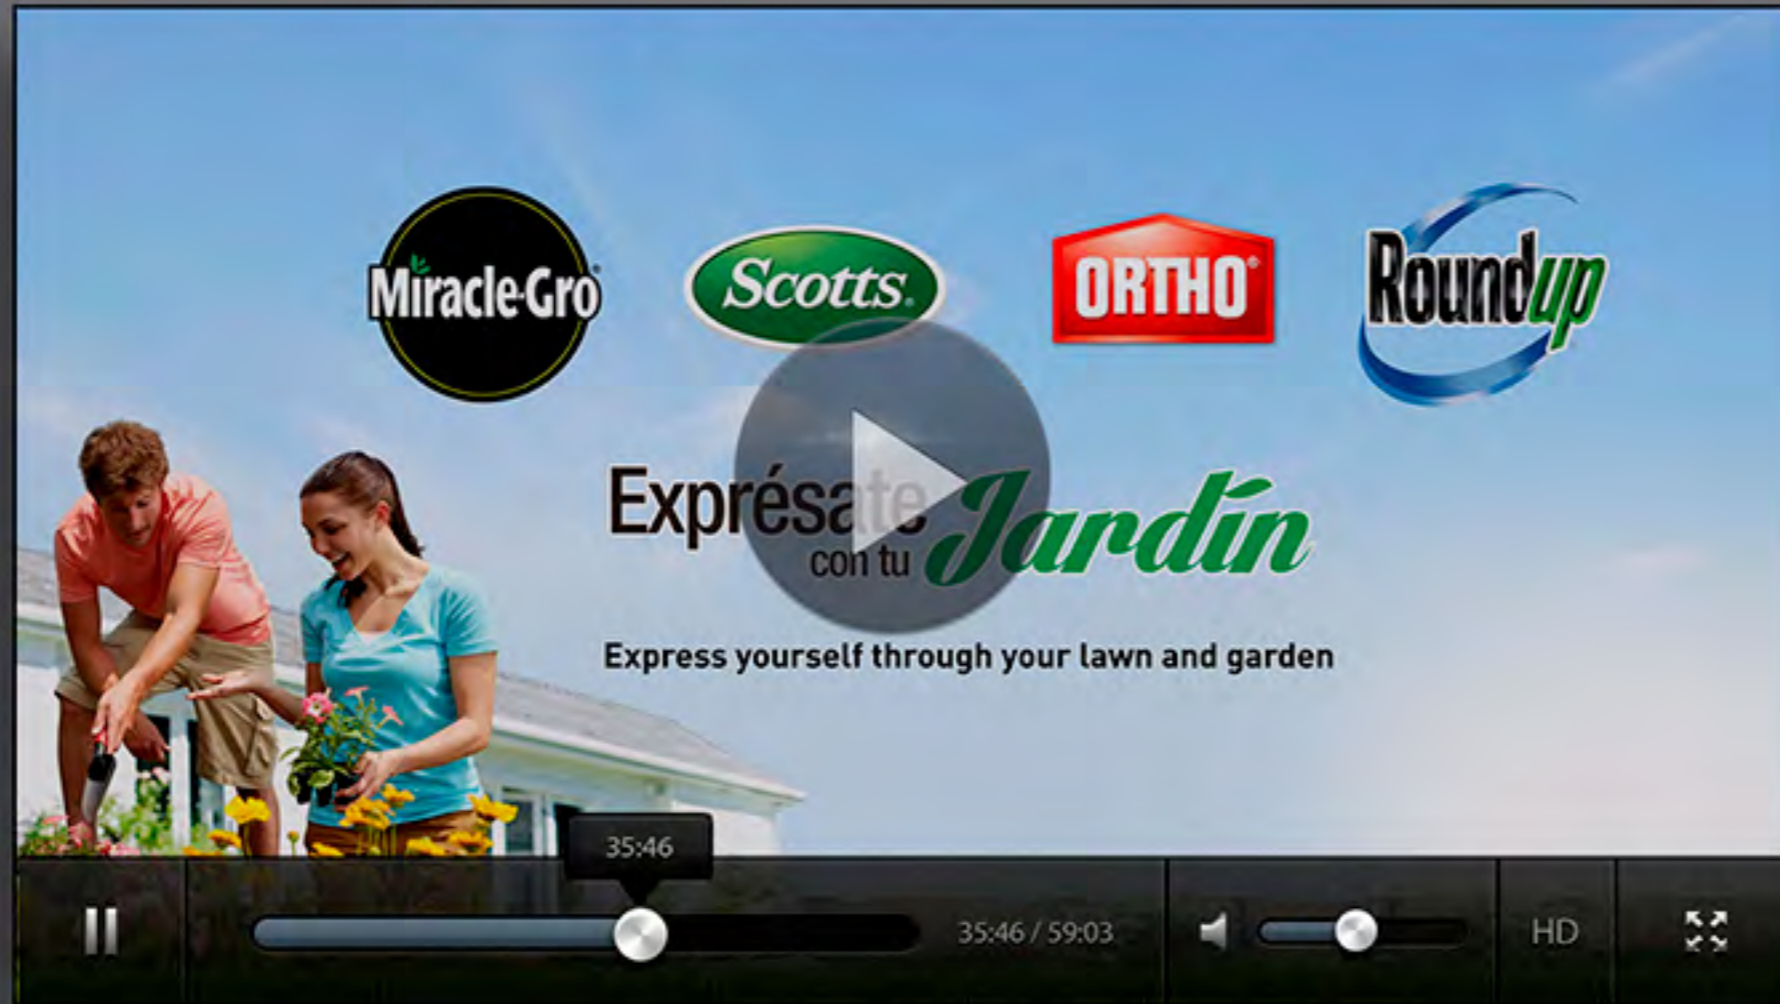 Miracle-Gro®
Scotts®
ORTHO®
Roundup
Exprésate
con tu Jardín
Express yourself through your lawn and garden
35:46
35:46 / 59:03
HD